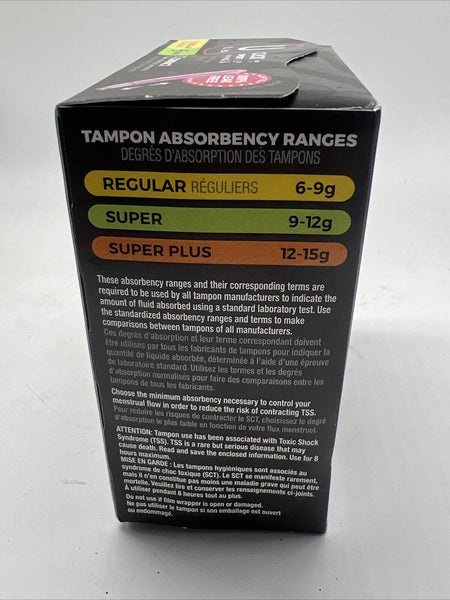 TAMPON ABSORBENCY RANGES
DEGRÉS D'ABSORPTION DES TAMPONS
REGULAR RÉGULIERS 6-9g
SUPER 9-12g
SUPER PLUS 12-15g
These absorbency ranges and their corresponding terms are
required to be used by all tampon manufacturers to indicate the
amount of fluid absorbed using a standard laboratory test. Use
the standardized absorbency ranges and terms to make
comparisons between tampons of all manufacturers.
Ces degrés d'absorption et leur terme correspondant doivent
être utilisés par tous les fabricants de tampons pour indiquer la
quantité de liquide absorbée, déterminée à l'aide d'une épreuve
de laboratoire standard. Utilisez les termes et les degrés
d'absorption normalisés pour faire des comparaisons entre les
tampons de tous les fabricants.
Choose the minimum absorbency necessary to control your
menstrual flow in order to reduce the risk of contracting TSS.
Pour réduire les risques de contracter le SCT, choisissez le degré
d'absorption le plus faible en fonction de votre flux menstruel.
ATTENTION: Tampon use has been associated with Toxic Shock
Syndrome (TSS). TSS is a rare but serious disease that may
cause death. Read and save the enclosed information. Use for 8
hours maximum.
MISE EN GARDE : Les tampons hygiéniques sont associés au
syndrome de choc toxique (SCT). Le SCT se manifeste rarement,
mais il n'en constitue pas moins une maladie grave qui peut être
mortelle. Veuillez lire et conserver les renseignements ci-joints.
À utiliser pendant 8 heures tout au plus.
Do not use if film wrapper is open or damaged.
Ne pas utiliser le tampon si son emballage est ouvert
ou endommagé.